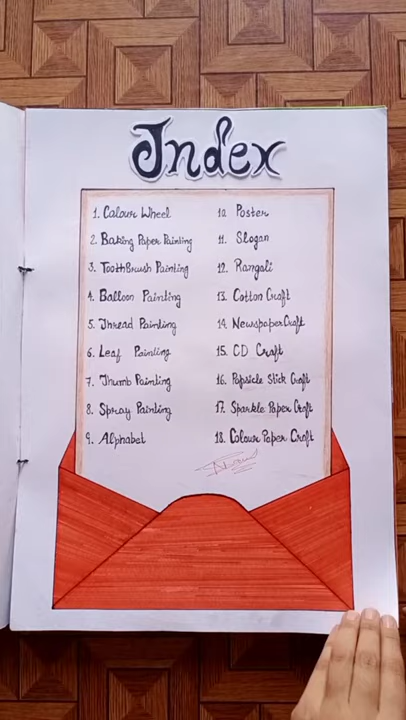 Index
1. Colour Wheel
2. Baking Paper Painting
3. ToothBrush Painting
4. Balloon Painting
5. Thread Painting
6. Leaf Painting
7. Thumb Painting
8. Spray Painting
9. Alphabet
10. Poster
11. Slogan
12. Rangoli
13. Cotton Craft
14. Newspaper Craft
15. CD Craft
16. Popsicle Stick Craft
17. Sparkle Paper Craft
18. Colour Paper Craft